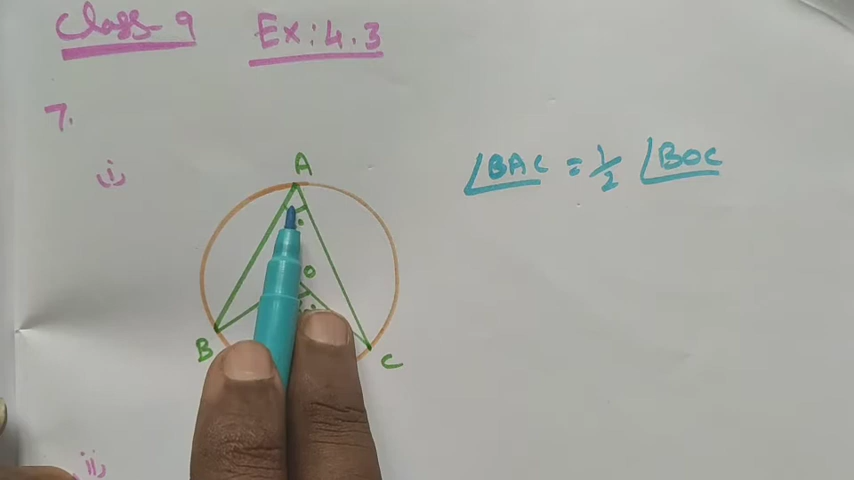 Class-9 Ex:4.3
7.
i)
∠BAC = 1/2 ∠BOC
A
O
B
C
ii)